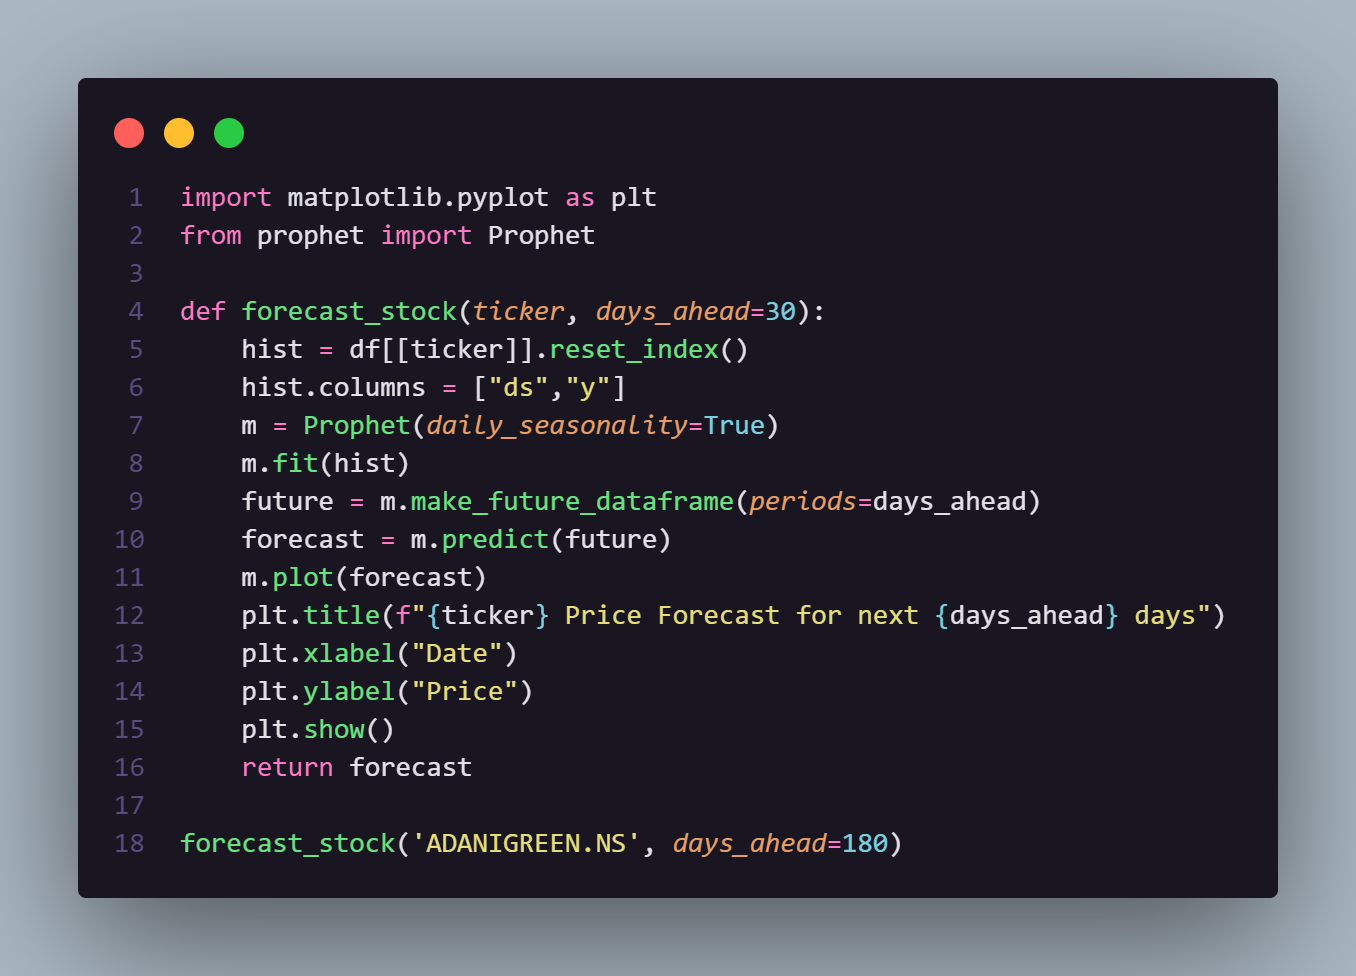 1 import matplotlib.pyplot as plt
2 from prophet import Prophet
3
4 def forecast_stock(ticker, days_ahead=30):
5     hist = df[[ticker]].reset_index()
6     hist.columns = ["ds","y"]
7     m = Prophet(daily_seasonality=True)
8     m.fit(hist)
9     future = m.make_future_dataframe(periods=days_ahead)
10     forecast = m.predict(future)
11     m.plot(forecast)
12     plt.title(f"{ticker} Price Forecast for next {days_ahead} days")
13     plt.xlabel("Date")
14     plt.ylabel("Price")
15     plt.show()
16     return forecast
17
18 forecast_stock('ADANIGREEN.NS', days_ahead=180)